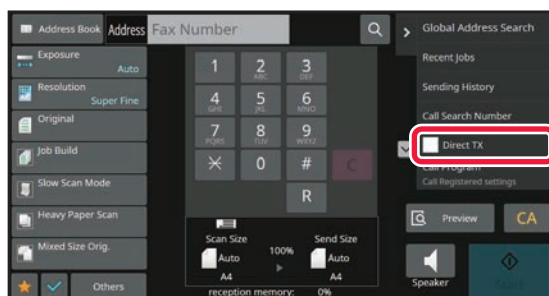 Address Book
Address
Fax Number
Exposure
Auto
Resolution
Super Fine
Original
Job Build
Slow Scan Mode
Heavy Paper Scan
Mixed Size Orig.
Others
1
2
ABC
3
DEF
4
GHI
5
JKL
6
MNO
7
PQRS
8
TUV
9
WXYZ
0
#
C
R
Scan Size
Auto
A4
100%
Send Size
Auto
A4
reception memory: 0%
Global Address Search
Recent Jobs
Sending History
Call Search Number
Direct TX
Call Program
Call Registered settings
Preview
CA
Speaker
Start